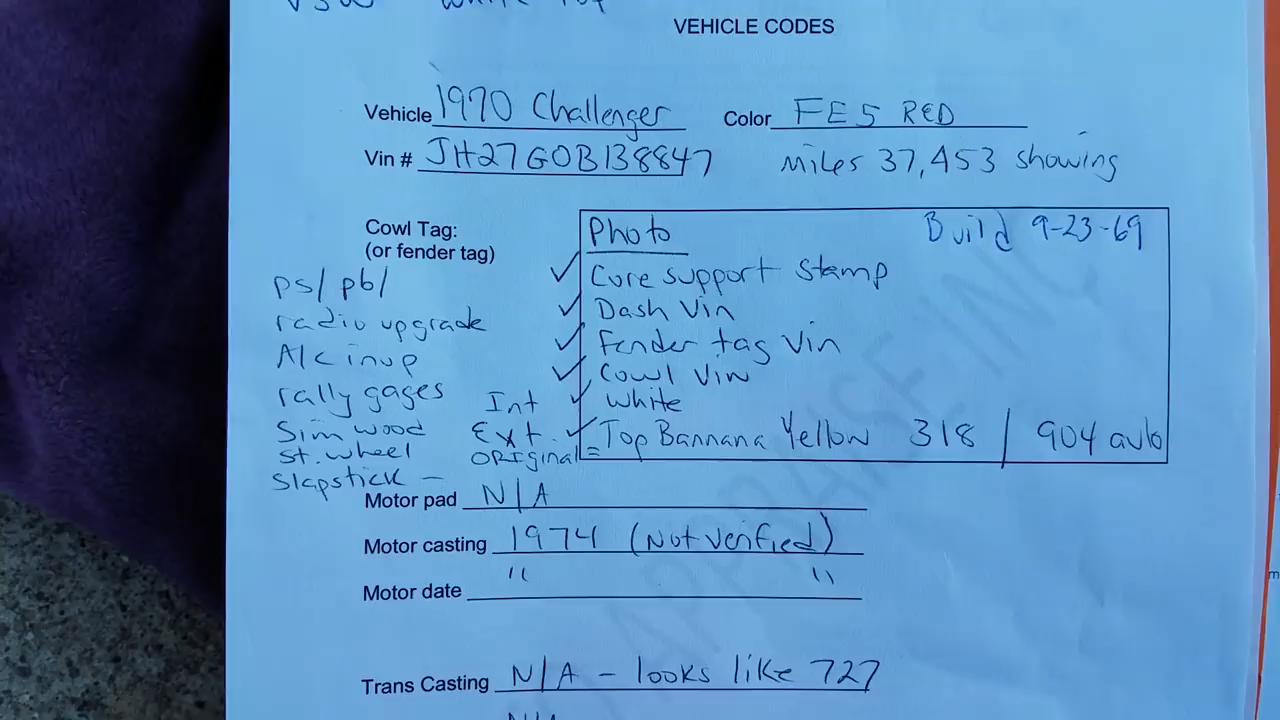 VEHICLE CODES
Vehicle 1970 Challenger Color FE5 RED
Vin # JH27G0B138847 miles 37,453 showing
Cowl Tag: Photo Build 9-23-69
(or fender tag)
ps/ pb/ ✓ Core support stamp
radio upgrade ✓ Dash Vin
A/c inop ✓ Fender tag Vin
rally gages ✓ Cowl Vin
Int ✓ White
Sim wood Ext. ✓ Top Bannana Yellow 318 / 904 auto
st. wheel ORiginal =
Slapstick –
Motor pad N/A
Motor casting 1974 (Not verified)
Motor date " "
Trans Casting N/A - looks like 727
N/A
APPRAISE INC